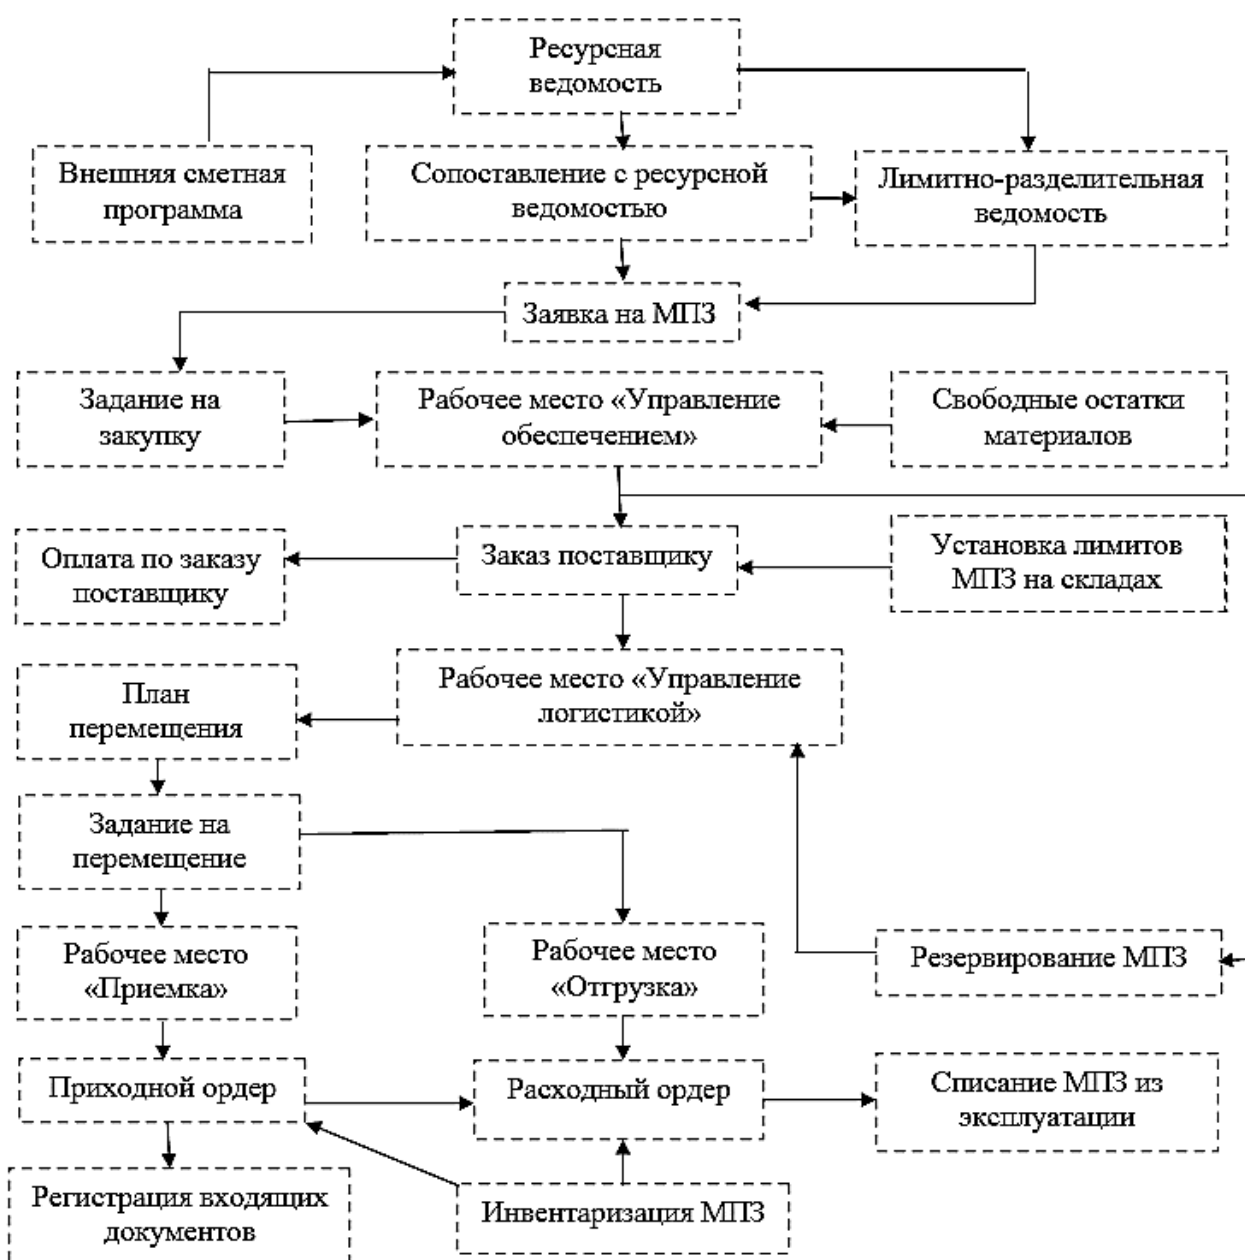 Ресурсная
ведомость
Внешняя сметная
программа
Сопоставление с ресурсной
ведомостью
Лимитно-разделительная
ведомость
Заявка на МПЗ
Задание на
закупку
Рабочее место «Управление
обеспечением»
Свободные остатки
материалов
Оплата по заказу
поставщику
Заказ поставщику
Установка лимитов
МПЗ на складах
План
перемещения
Рабочее место «Управление
логистикой»
Задание на
перемещение
Рабочее место
«Приемка»
Рабочее место
«Отгрузка»
Резервирование МПЗ
Приходной ордер
Расходный ордер
Списание МПЗ из
эксплуатации
Регистрация входящих
документов
Инвентаризация МПЗ